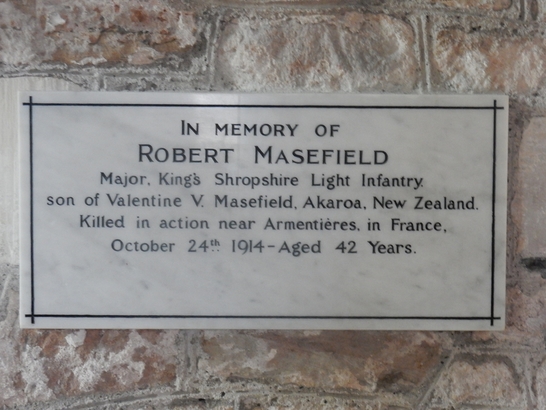 IN MEMORY OF
ROBERT MASEFIELD
Major, King's Shropshire Light Infantry.
son of Valentine V. Masefield, Akaroa, New Zealand.
Killed in action near Armentières, in France,
October 24th 1914-Aged 42 Years.